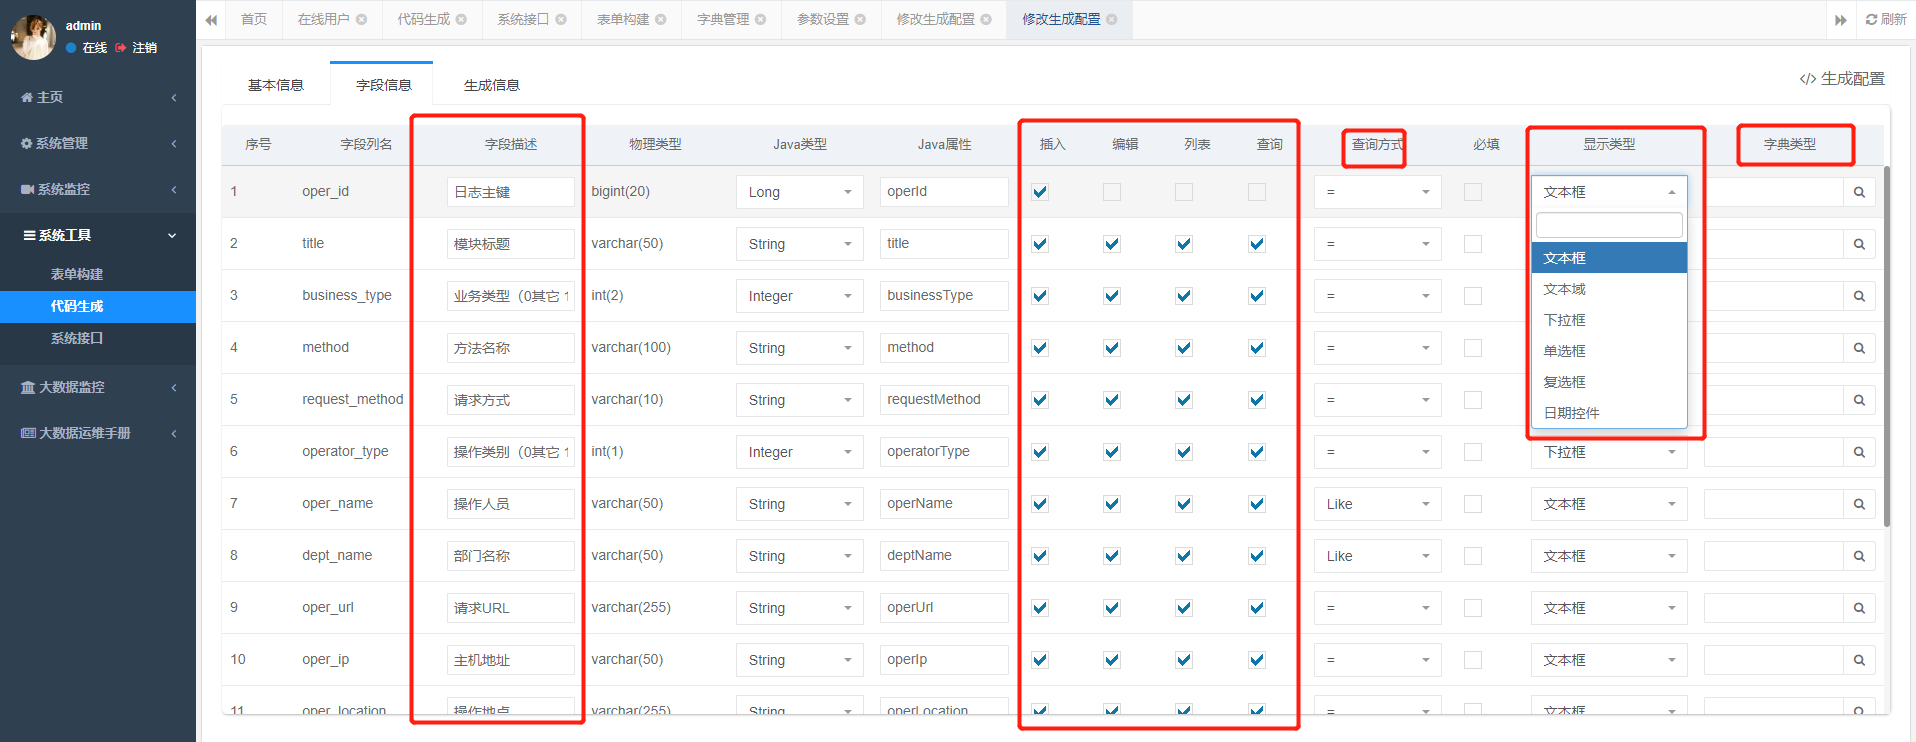 admin
在线 注销
主页
系统管理
系统监控
系统工具
表单构建
代码生成
系统接口
大数据监控
大数据运维手册
首页 在线用户 代码生成 系统接口 表单构建 字典管理 参数设置 修改生成配置 修改生成配置 刷新
基本信息 字段信息 生成信息 </> 生成配置
序号 字段列名 字段描述 物理类型 Java类型 Java属性 插入 编辑 列表 查询 查询方式 必填 显示类型 字典类型
1 oper_id 日志主键 bigint(20) Long operId = 文本框
2 title 模块标题 varchar(50) String title =
3 business_type 业务类型（0其它 1 int(2) Integer businessType =
4 method 方法名称 varchar(100) String method =
5 request_method 请求方式 varchar(10) String requestMethod =
6 operator_type 操作类别（0其它 1 int(1) Integer operatorType = 下拉框
7 oper_name 操作人员 varchar(50) String operName Like 文本框
8 dept_name 部门名称 varchar(50) String deptName Like 文本框
9 oper_url 请求URL varchar(255) String operUrl = 文本框
10 oper_ip 主机地址 varchar(50) String operIp = 文本框
11 oper_location 操作地点 varchar(255) String operLocation = 文本框
文本框
文本域
下拉框
单选框
复选框
日期控件